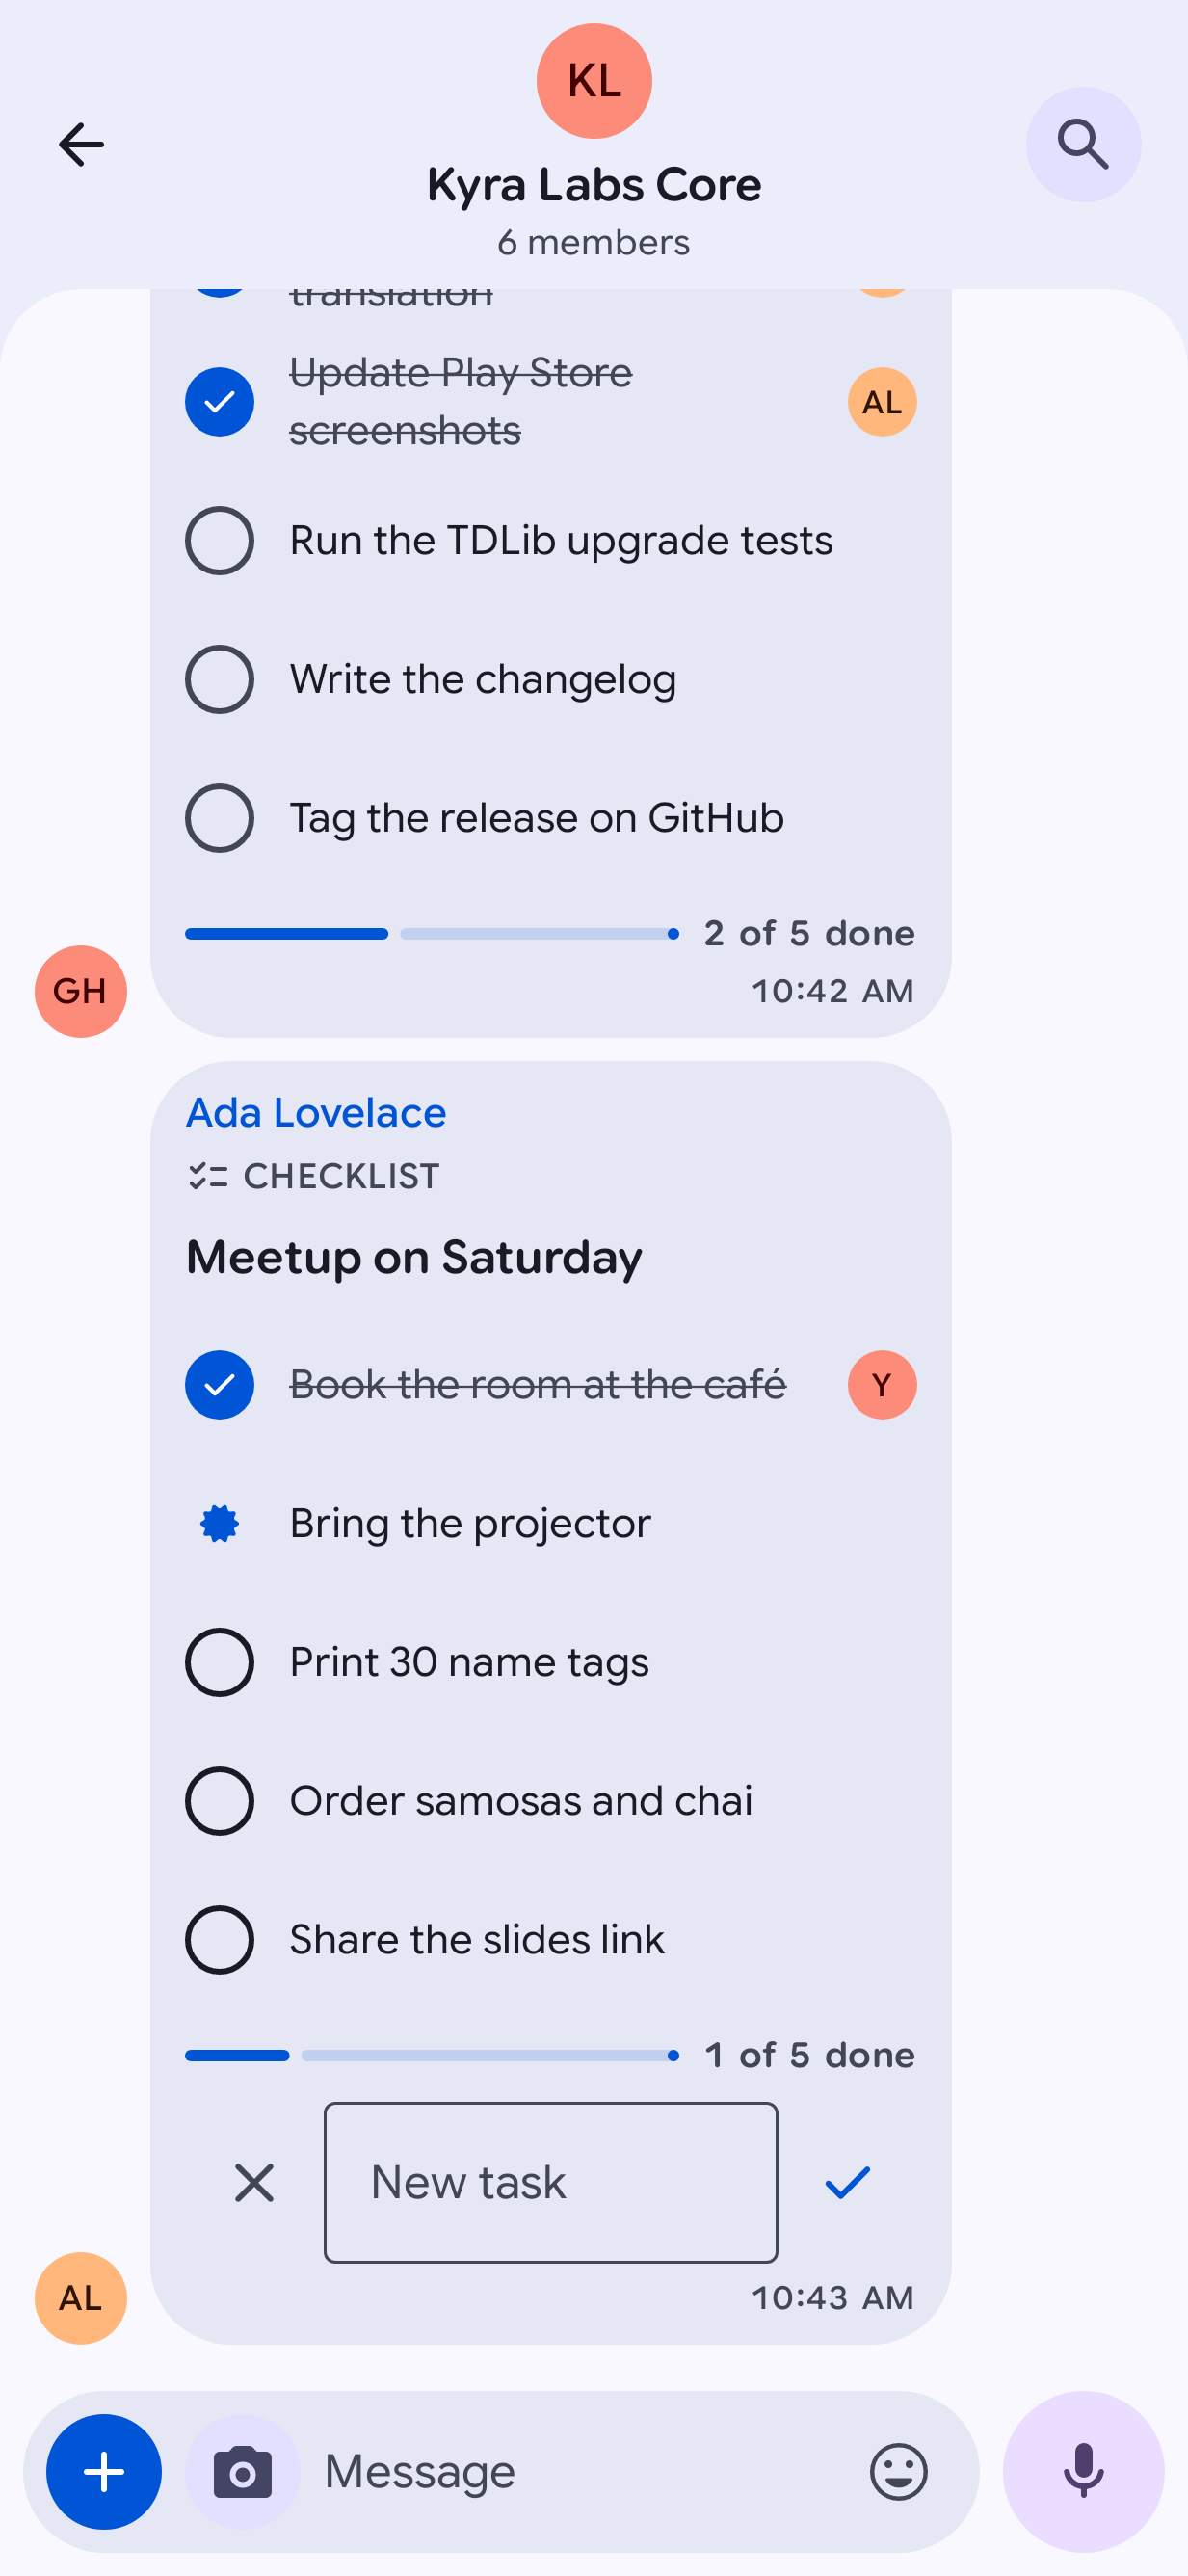 KL
Kyra Labs Core
6 members
translation
Update Play Store
screenshots
AL
Run the TDLib upgrade tests
Write the changelog
Tag the release on GitHub
2 of 5 done
GH
10:42 AM
Ada Lovelace
CHECKLIST
Meetup on Saturday
Book the room at the café
Y
Bring the projector
Print 30 name tags
Order samosas and chai
Share the slides link
1 of 5 done
New task
AL
10:43 AM
Message